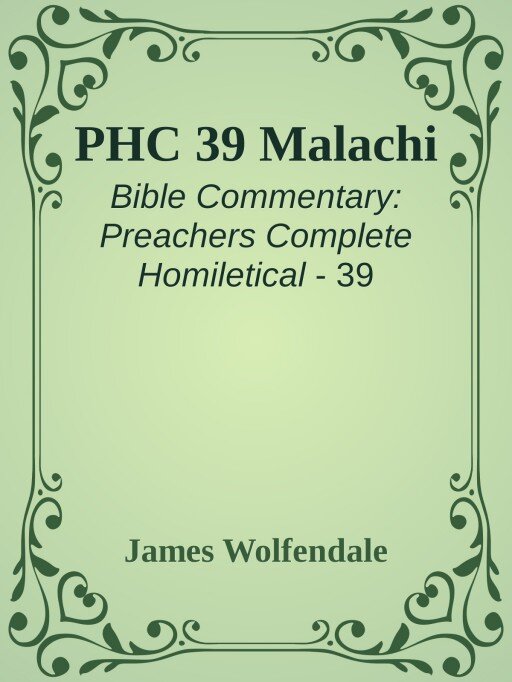 PHC 39 Malachi
Bible Commentary:
Preachers Complete
Homiletical - 39
James Wolfendale